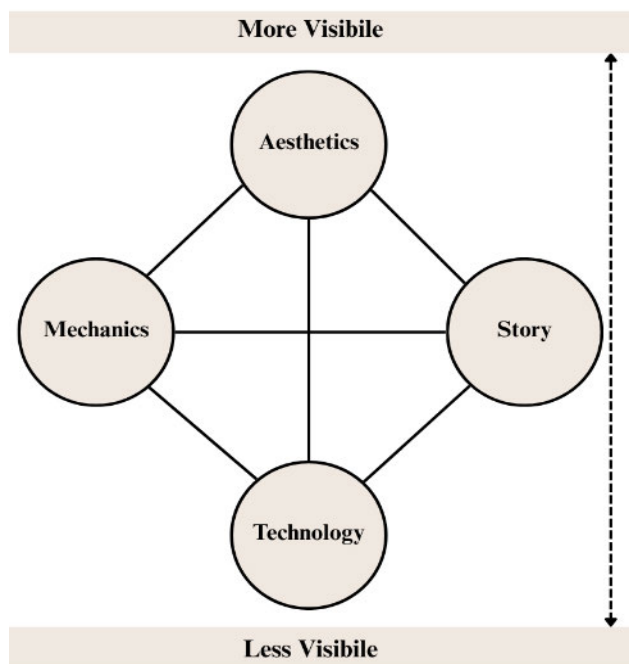 More Visibile
Aesthetics
Mechanics
Story
Technology
Less Visibile